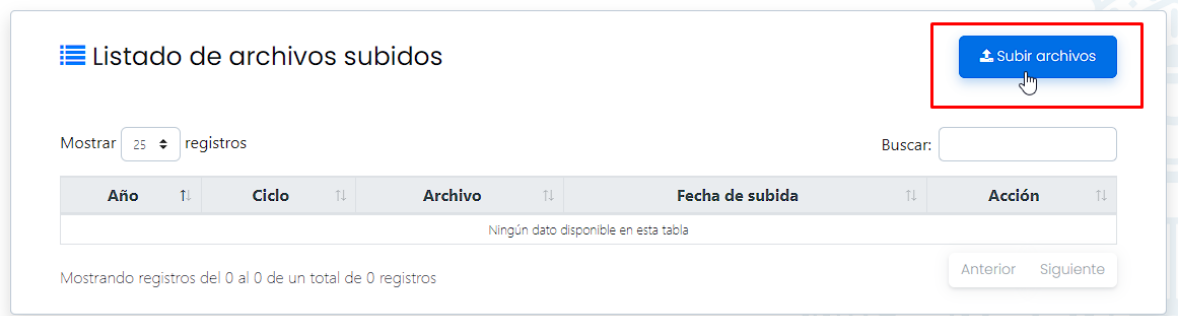 Listado de archivos subidos
Subir archivos
Mostrar 25 registros
Buscar:
Año Ciclo Archivo Fecha de subida Acción
Ningún dato disponible en esta tabla
Mostrando registros del 0 al 0 de un total de 0 registros
Anterior Siguiente